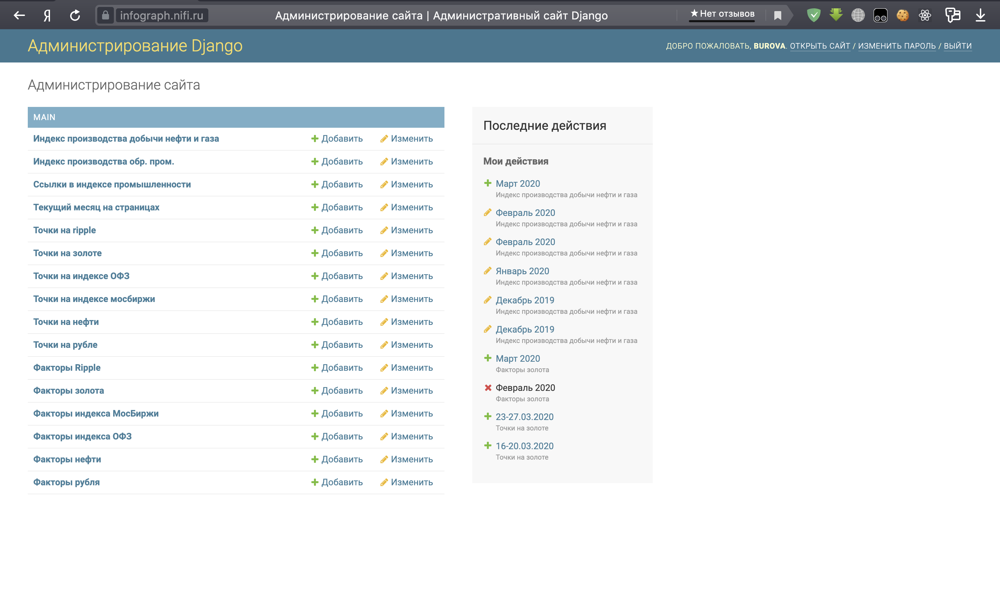 Я infograph.nifi.ru Администрирование сайта | Административный сайт Django ★ Нет отзывов
Администрирование Django
ДОБРО ПОЖАЛОВАТЬ, BUROVA. ОТКРЫТЬ САЙТ / ИЗМЕНИТЬ ПАРОЛЬ / ВЫЙТИ
Администрирование сайта
MAIN
Индекс производства добычи нефти и газа Добавить Изменить
Индекс производства обр. пром. Добавить Изменить
Ссылки в индексе промышленности Добавить Изменить
Текущий месяц на страницах Добавить Изменить
Точки на ripple Добавить Изменить
Точки на золоте Добавить Изменить
Точки на индексе ОФЗ Добавить Изменить
Точки на индексе мосбиржи Добавить Изменить
Точки на нефти Добавить Изменить
Точки на рубле Добавить Изменить
Факторы Ripple Добавить Изменить
Факторы золота Добавить Изменить
Факторы индекса МосБиржи Добавить Изменить
Факторы индекса ОФЗ Добавить Изменить
Факторы нефти Добавить Изменить
Факторы рубля Добавить Изменить
Последние действия
Мои действия
Март 2020
Индекс производства добычи нефти и газа
Февраль 2020
Индекс производства добычи нефти и газа
Февраль 2020
Индекс производства добычи нефти и газа
Январь 2020
Индекс производства добычи нефти и газа
Декабрь 2019
Индекс производства добычи нефти и газа
Декабрь 2019
Индекс производства добычи нефти и газа
Март 2020
Факторы золота
Февраль 2020
Факторы золота
23-27.03.2020
Точки на золоте
16-20.03.2020
Точки на золоте